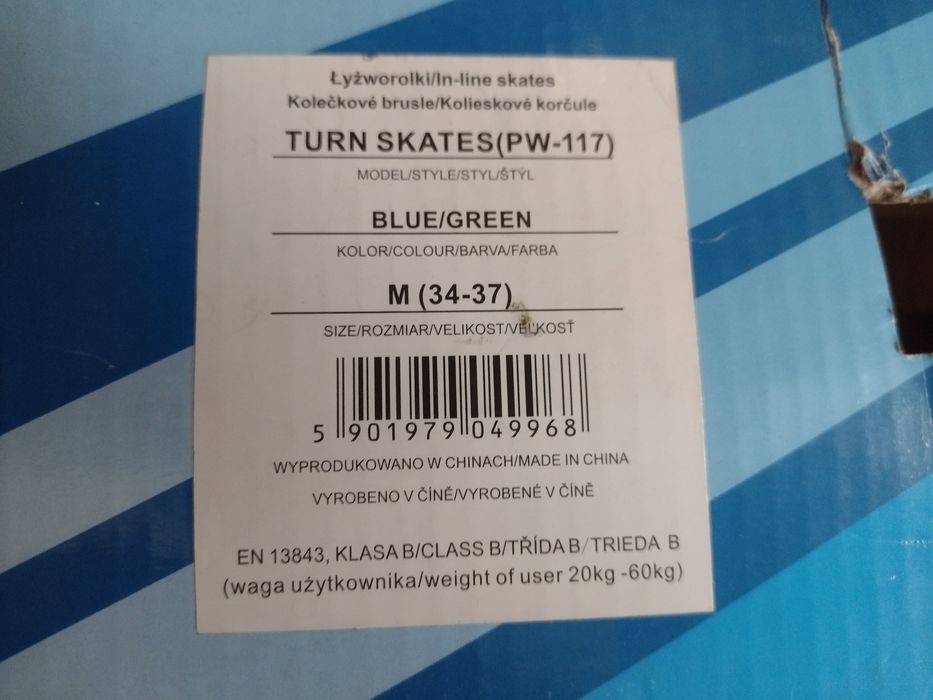 Łyżworolki/In-line skates
Kolečkové brusle/Kolieskové korčule
TURN SKATES(PW-117)
MODEL/STYLE/STYL/ŠTÝL
BLUE/GREEN
KOLOR/COLOUR/BARVA/FARBA
M (34-37)
SIZE/ROZMIAR/VELIKOST/VEĽKOSŤ
5 901979 049968
WYPRODUKOWANO W CHINACH/MADE IN CHINA
VYROBENO V ČÍNĚ/VYROBENÉ V ČÍNĚ
EN 13843, KLASA B/CLASS B/TŘÍDA B/TRIEDA B
(waga użytkownika/weight of user 20kg -60kg)